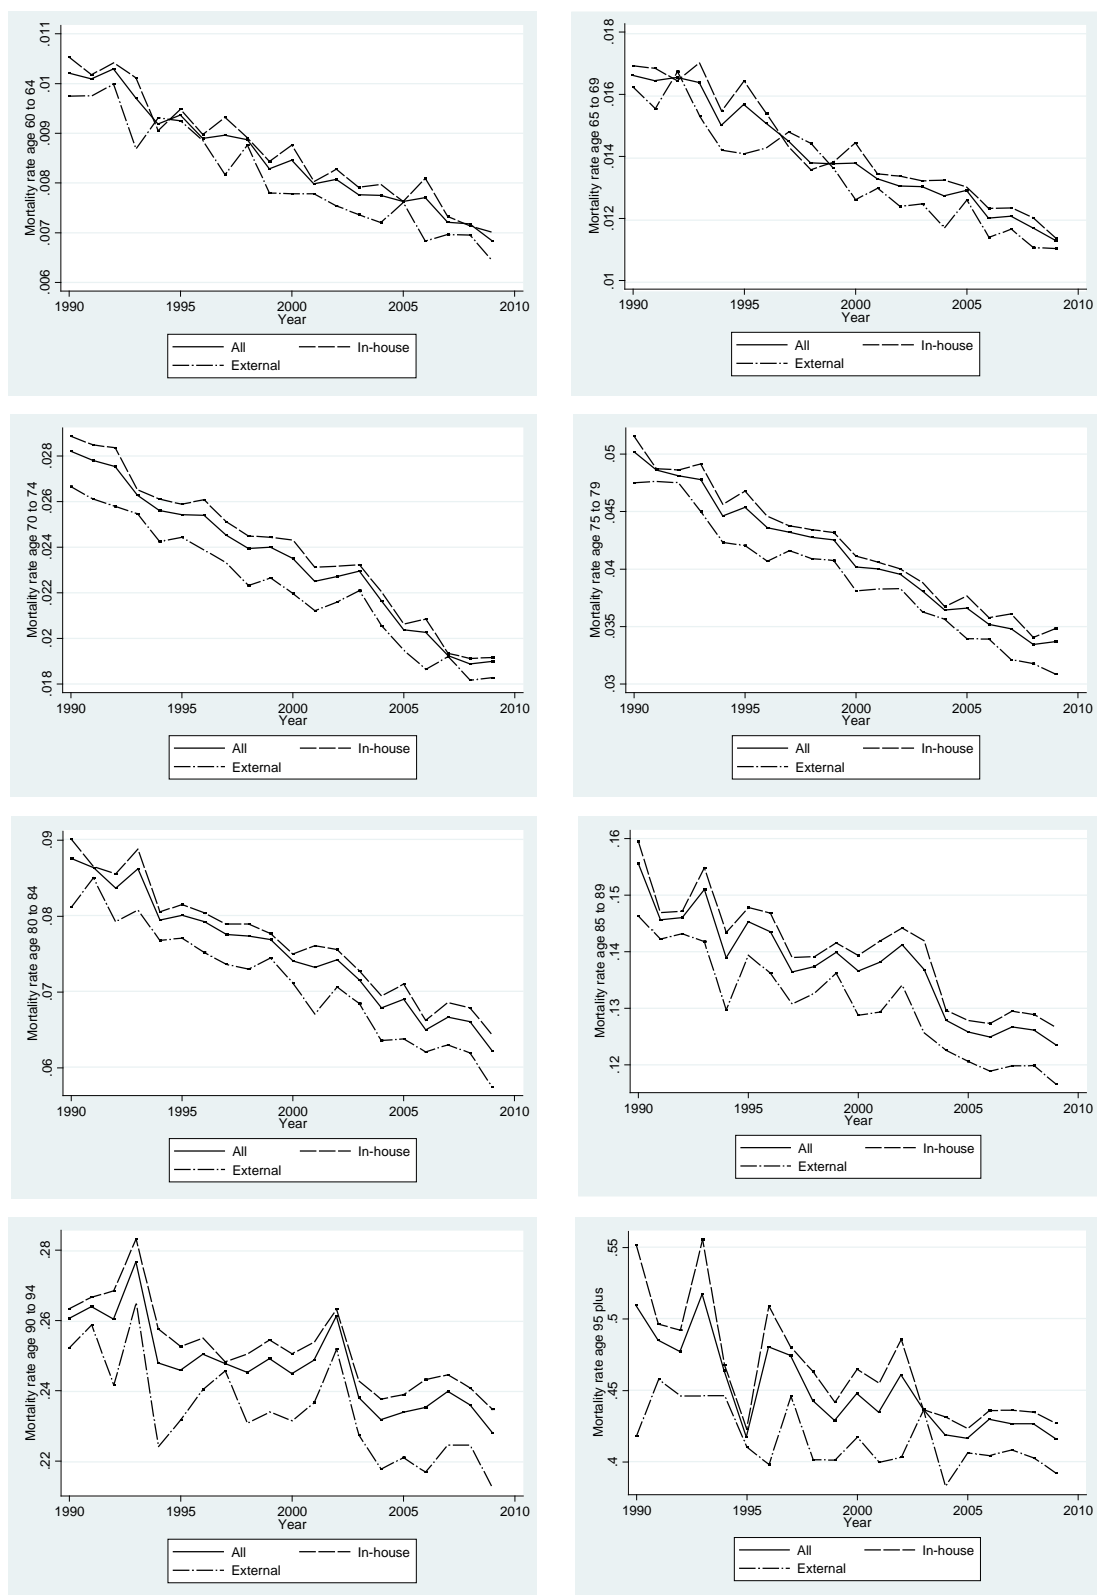 Mortality rate age 60 to 64
.006 .007 .008 .009 .01 .011
1990 1995 2000 2005 2010
Year
All In-house
External
Mortality rate age 65 to 69
.01 .012 .014 .016 .018
1990 1995 2000 2005 2010
Year
All In-house
External
Mortality rate age 70 to 74
.018 .02 .022 .024 .026 .028
1990 1995 2000 2005 2010
Year
All In-house
External
Mortality rate age 75 to 79
.03 .035 .04 .045 .05
1990 1995 2000 2005 2010
Year
All In-house
External
Mortality rate age 80 to 84
.06 .07 .08 .09
1990 1995 2000 2005 2010
Year
All In-house
External
Mortality rate age 85 to 89
.12 .13 .14 .15 .16
1990 1995 2000 2005 2010
Year
All In-house
External
Mortality rate age 90 to 94
.22 .24 .26 .28
1990 1995 2000 2005 2010
Year
All In-house
External
Mortality rate age 95 plus
.4 .45 .5 .55
1990 1995 2000 2005 2010
Year
All In-house
External